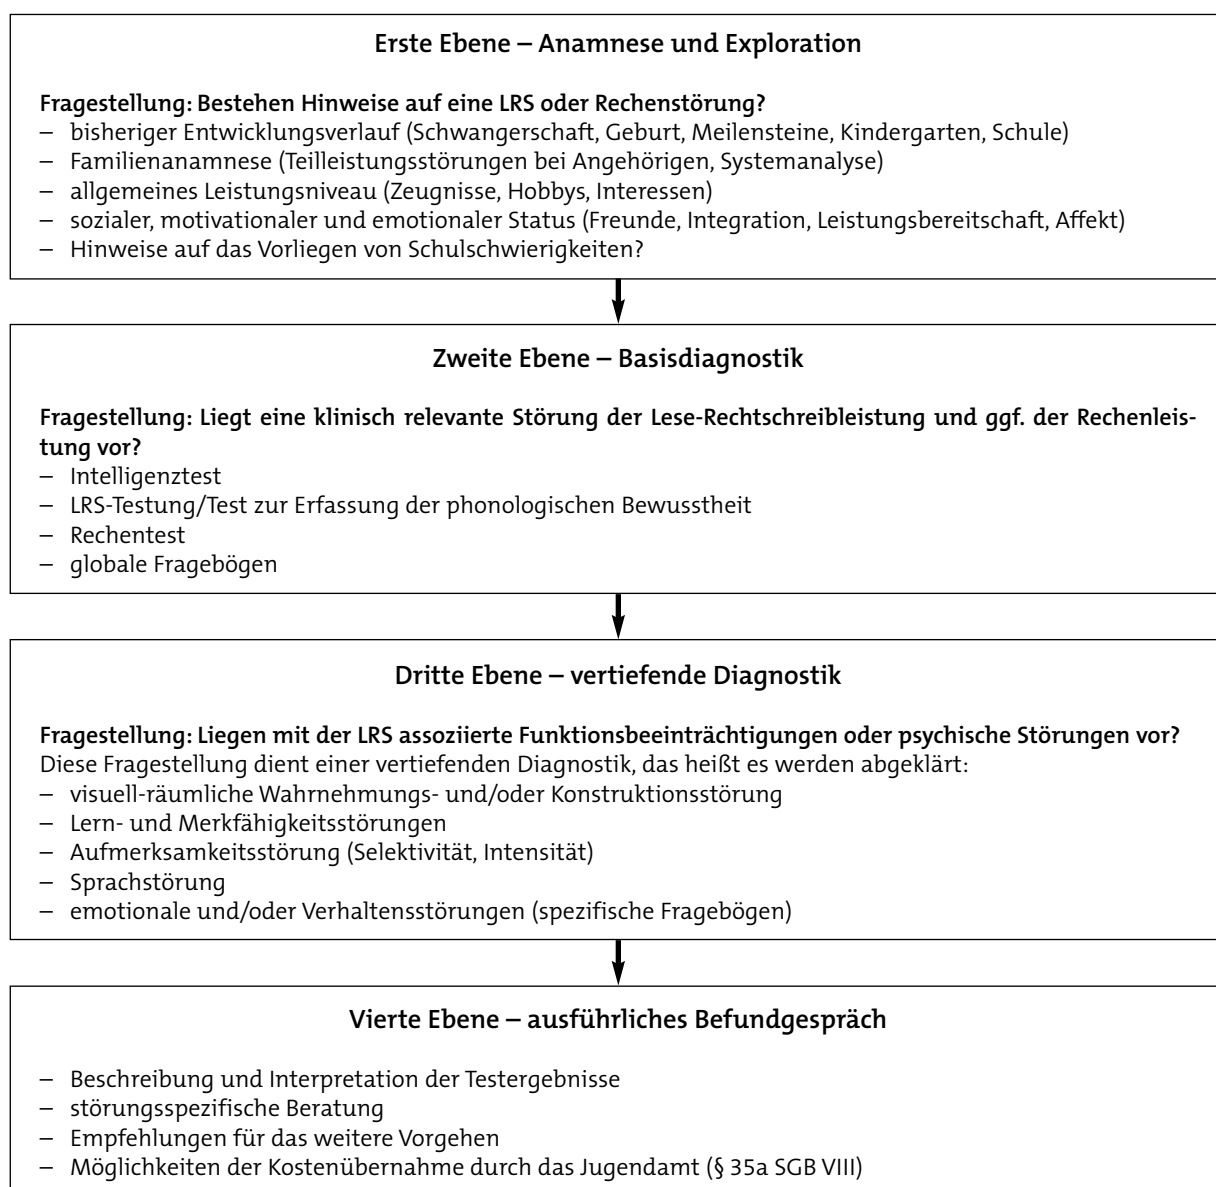 Erste Ebene – Anamnese und Exploration
Fragestellung: Bestehen Hinweise auf eine LRS oder Rechenstörung?
– bisheriger Entwicklungsverlauf (Schwangerschaft, Geburt, Meilensteine, Kindergarten, Schule)
– Familienanamnese (Teilleistungsstörungen bei Angehörigen, Systemanalyse)
– allgemeines Leistungsniveau (Zeugnisse, Hobbys, Interessen)
– sozialer, motivationaler und emotionaler Status (Freunde, Integration, Leistungsbereitschaft, Affekt)
– Hinweise auf das Vorliegen von Schulschwierigkeiten?
Zweite Ebene – Basisdiagnostik
Fragestellung: Liegt eine klinisch relevante Störung der Lese-Rechtschreibleistung und ggf. der Rechenleis-
tung vor?
– Intelligenztest
– LRS-Testung/Test zur Erfassung der phonologischen Bewusstheit
– Rechentest
– globale Fragebögen
Dritte Ebene – vertiefende Diagnostik
Fragestellung: Liegen mit der LRS assoziierte Funktionsbeeinträchtigungen oder psychische Störungen vor?
Diese Fragestellung dient einer vertiefenden Diagnostik, das heißt es werden abgeklärt:
– visuell-räumliche Wahrnehmungs- und/oder Konstruktionsstörung
– Lern- und Merkfähigkeitsstörungen
– Aufmerksamkeitsstörung (Selektivität, Intensität)
– Sprachstörung
– emotionale und/oder Verhaltensstörungen (spezifische Fragebögen)
Vierte Ebene – ausführliches Befundgespräch
– Beschreibung und Interpretation der Testergebnisse
– störungsspezifische Beratung
– Empfehlungen für das weitere Vorgehen
– Möglichkeiten der Kostenübernahme durch das Jugendamt (§ 35a SGB VIII)